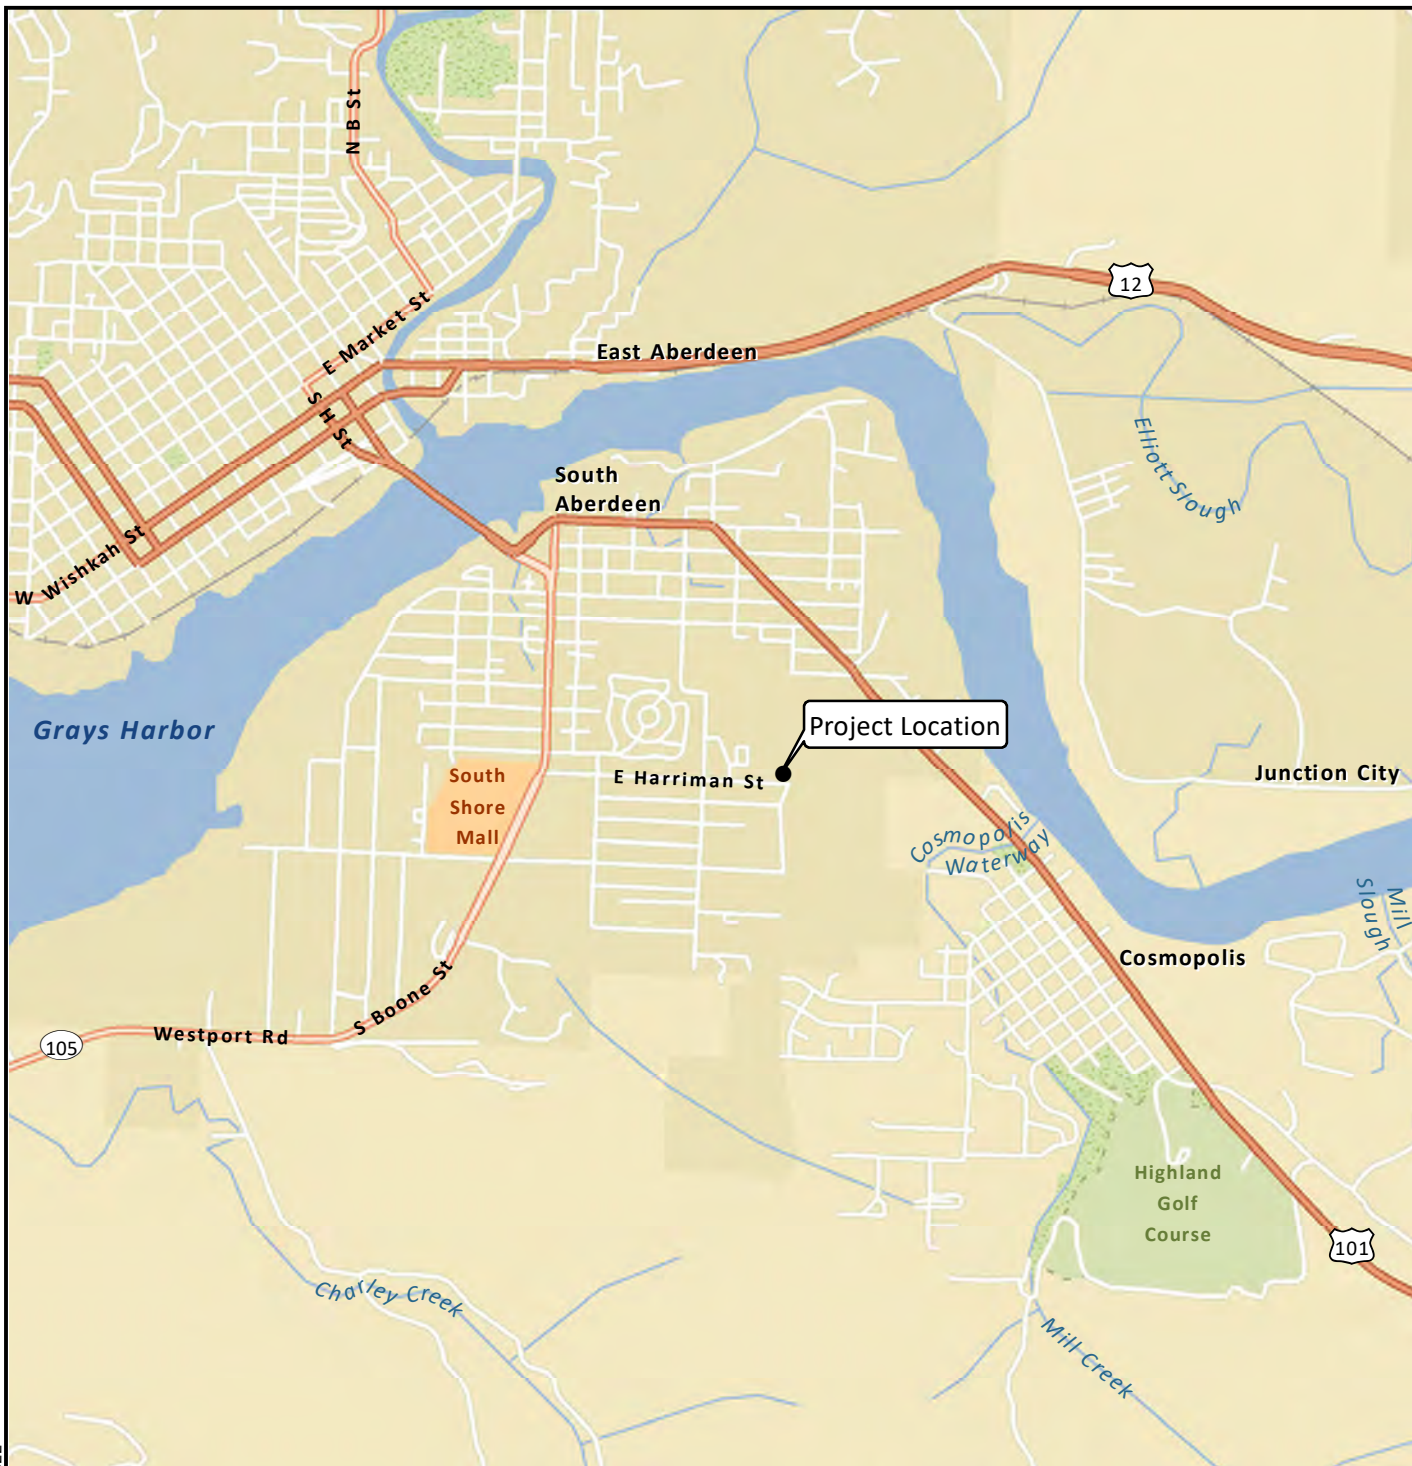 N B St
12
E Market St
East Aberdeen
S H St
Elliott Slough
South
Aberdeen
W Wishkah St
Grays Harbor
Project Location
South
Shore
Mall
E Harriman St
Junction City
Cosmopolis
Waterway
Mill
Slough
Cosmopolis
S Boone St
Westport Rd
105
Highland
Golf
Course
101
Charley Creek
Mill Creek